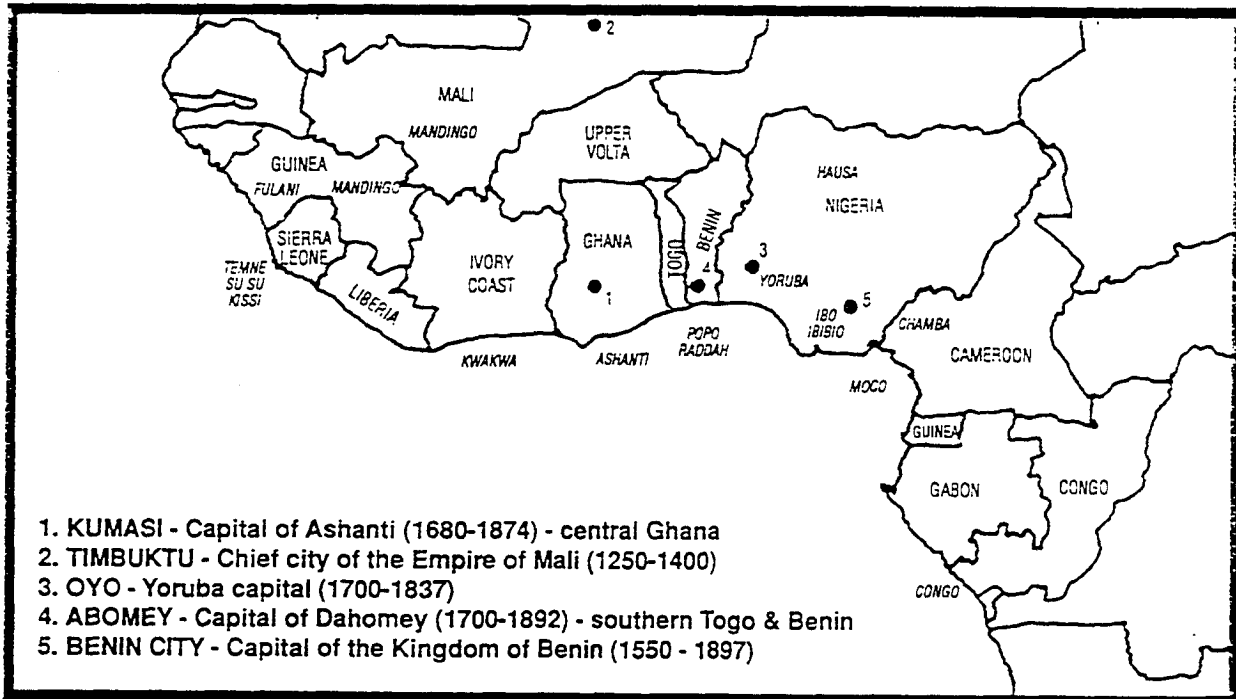 2
MALI
MANDINGO
UPPER
VOLTA
GUINEA
FULANI
MANDINGO
HAUSA
NIGERIA
SIERRA
LEONE
TEMNE
SU SU
KISSI
LIBERIA
IVORY
COAST
GHANA
1
TOGO
BENIN
4
3
YORUBA
5
IBO
IBISIO
CHAMBA
CAMEROON
KWAKWA
ASHANTI
POPO
RADDAH
MOCO
GUINEA
GABON
CONGO
CONGO
1. KUMASI - Capital of Ashanti (1680-1874) - central Ghana
2. TIMBUKTU - Chief city of the Empire of Mali (1250-1400)
3. OYO - Yoruba capital (1700-1837)
4. ABOMEY - Capital of Dahomey (1700-1892) - southern Togo & Benin
5. BENIN CITY - Capital of the Kingdom of Benin (1550 - 1897)